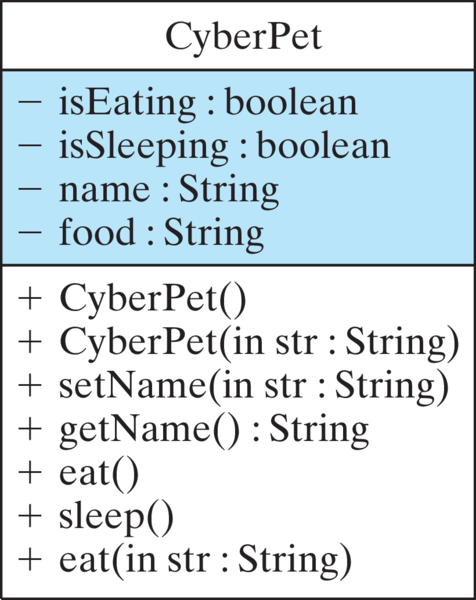 CyberPet
− isEating : boolean
− isSleeping : boolean
− name : String
− food : String
+ CyberPet()
+ CyberPet(in str : String)
+ setName(in str : String)
+ getName() : String
+ eat()
+ sleep()
+ eat(in str : String)